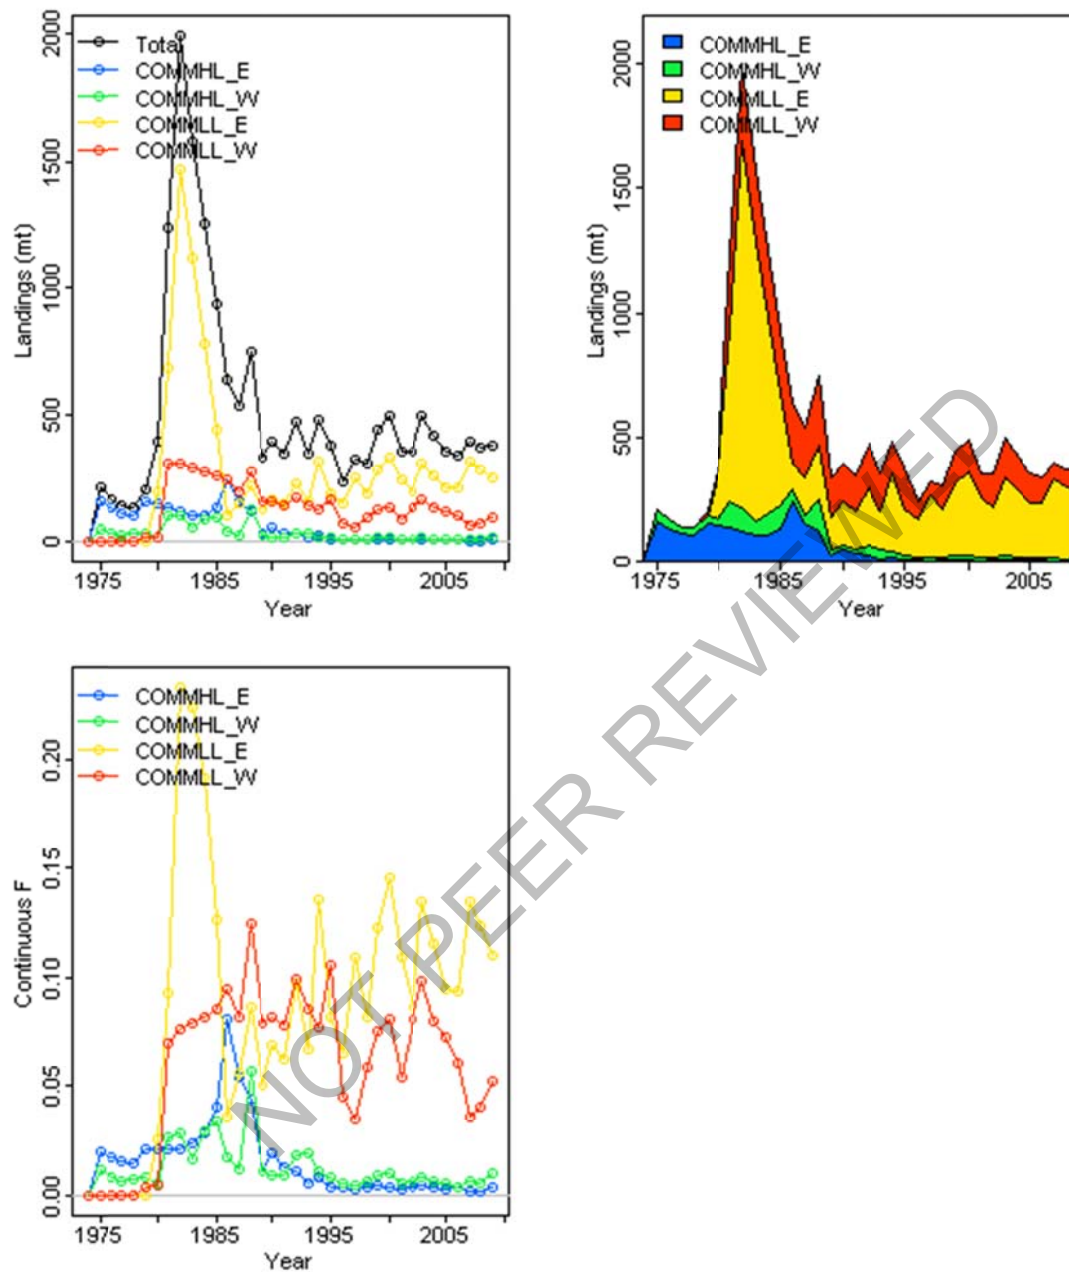 Landings (mt)
2000
1500
1000
500
0
Total
COMMHL_E
COMMHL_W
COMMLL_E
COMMLL_W
1975 1985 1995 2005
Year
Landings (mt)
2000
1500
1000
500
0
COMMHL_E
COMMHL_W
COMMLL_E
COMMLL_W
1975 1985 1995 2005
Year
Continuous F
0.20
0.15
0.10
0.05
0.00
COMMHL_E
COMMHL_W
COMMLL_E
COMMLL_W
1975 1985 1995 2005
Year
NOT PEER REVIEWED